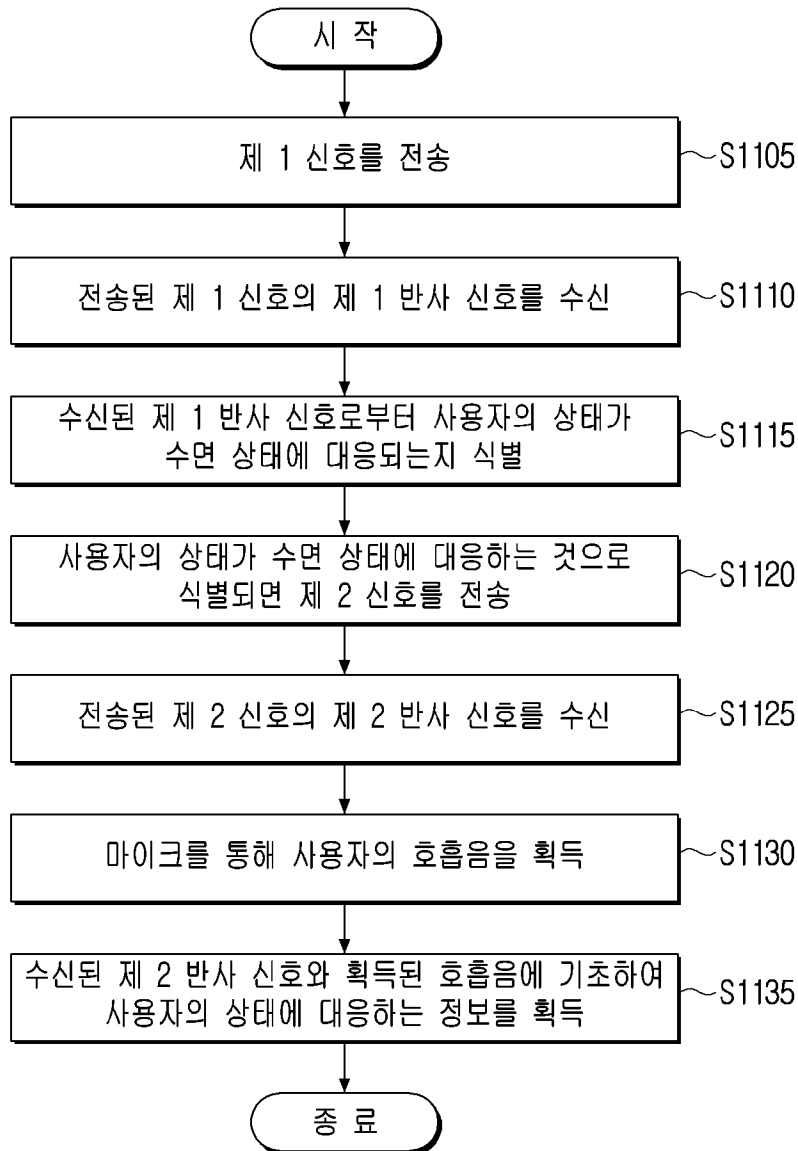 시 작
제 1 신호를 전송
S1105
전송된 제 1 신호의 제 1 반사 신호를 수신
S1110
수신된 제 1 반사 신호로부터 사용자의 상태가
수면 상태에 대응되는지 식별
S1115
사용자의 상태가 수면 상태에 대응하는 것으로
식별되면 제 2 신호를 전송
S1120
전송된 제 2 신호의 제 2 반사 신호를 수신
S1125
마이크를 통해 사용자의 호흡음을 획득
S1130
수신된 제 2 반사 신호와 획득된 호흡음에 기초하여
사용자의 상태에 대응하는 정보를 획득
S1135
종 료